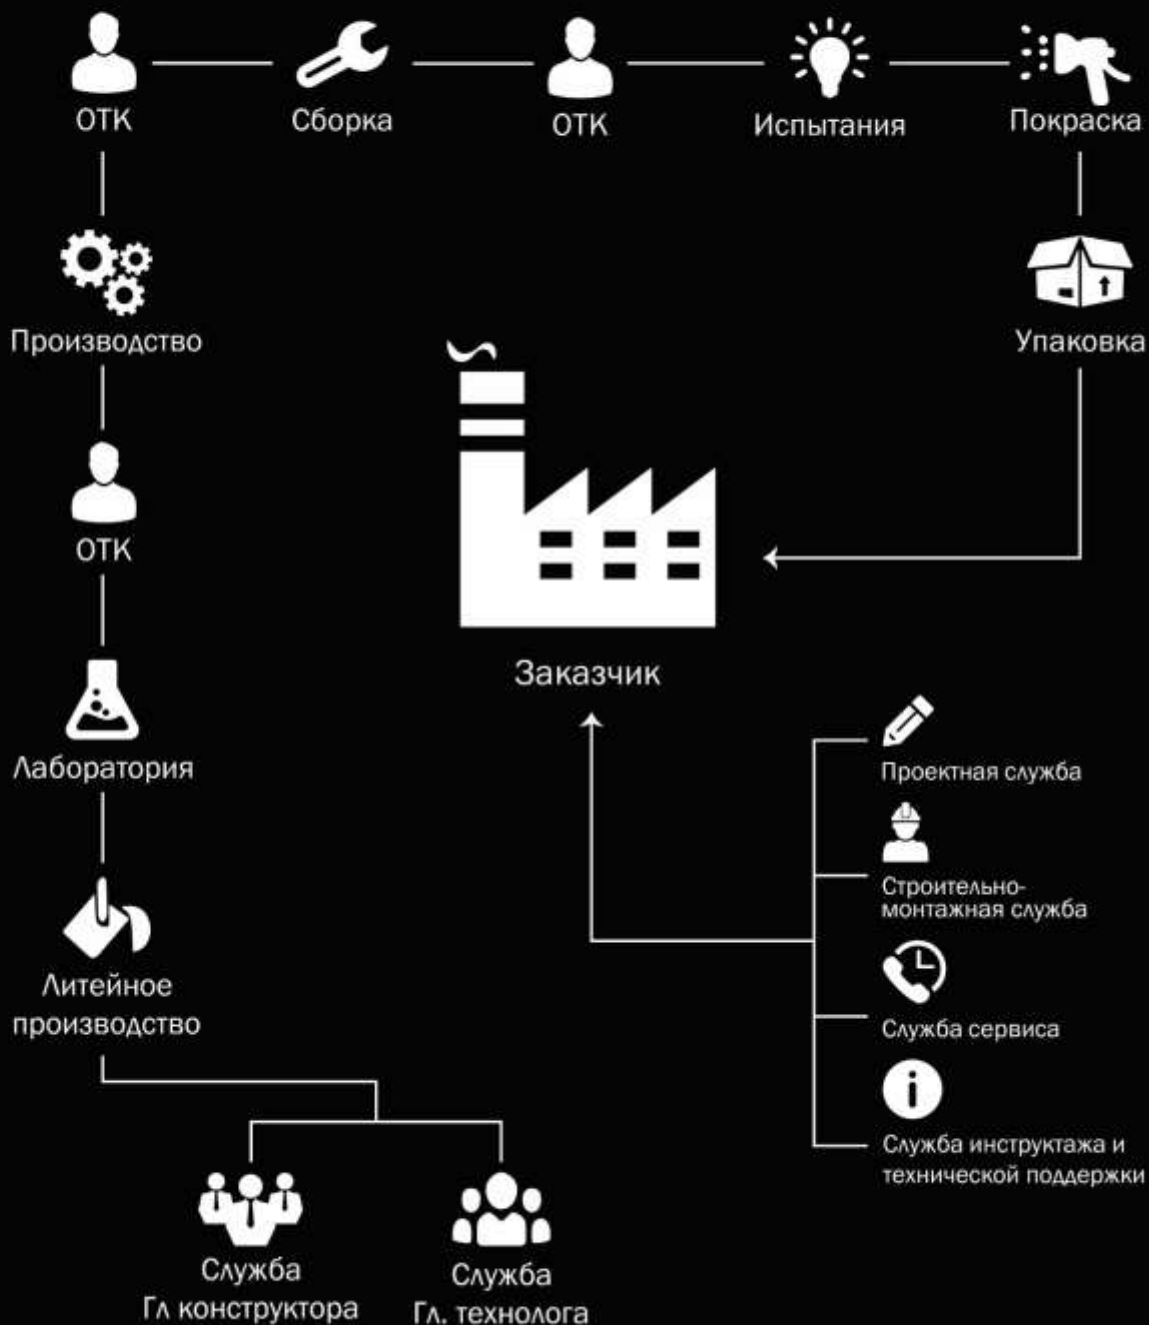 ОТК
Сборка
ОТК
Испытания
Покраска
Производство
Упаковка
ОТК
Заказчик
Лаборатория
Проектная служба
Строительно-
монтажная служба
Литейное
производство
Служба сервиса
Служба инструктажа и
технической поддержки
Служба
Гл конструктора
Служба
Гл. технолога